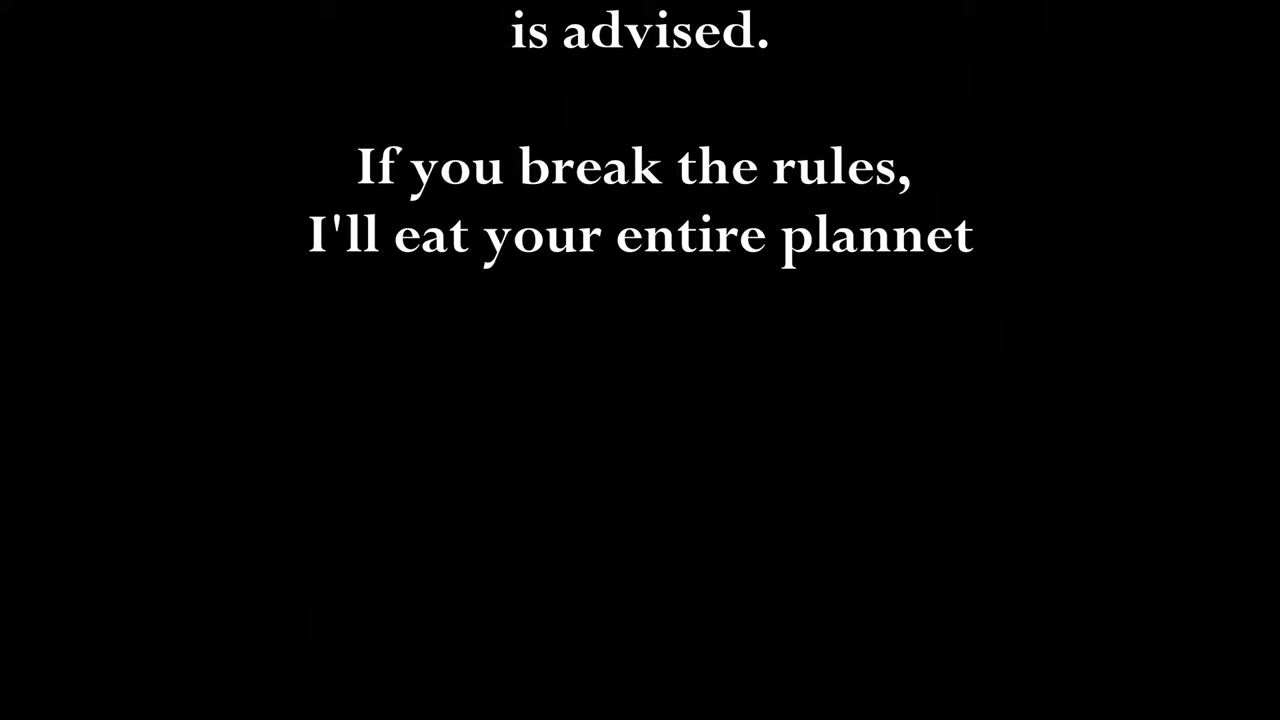 is advised.
If you break the rules,
I'll eat your entire plannet